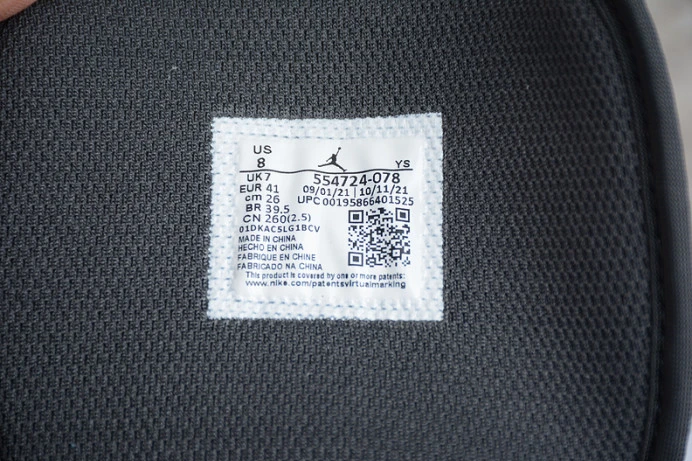 US
8
YS
UK7
554724-078
EUR 41
09/01/21 | 10/11/21
cm 26
UPC 00195866401525
BR 39.5
CN 260(2.5)
01DKACSLG1BCV
MADE IN CHINA
HECHO EN CHINA
FABRIQUE EN CHINE
FABRICADO NA CHINA
This product is covered by one or more patents:
www.nike.com/patentsvirtualmarking